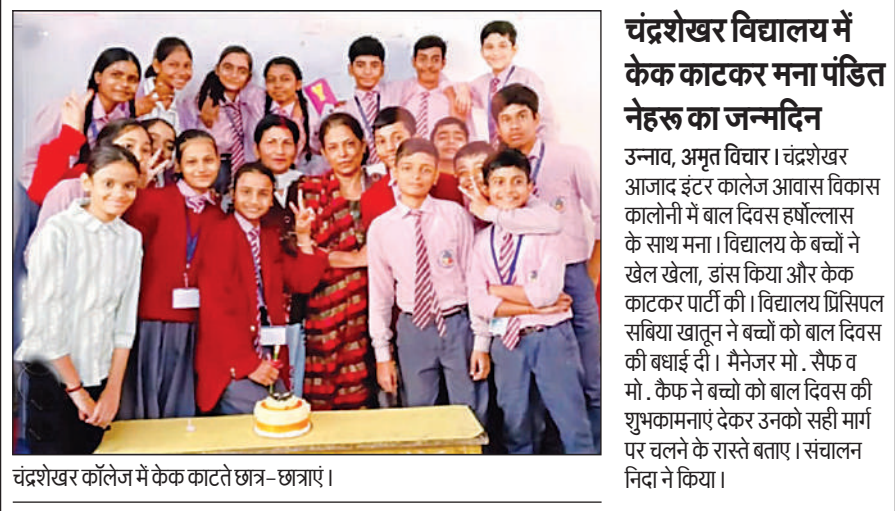 चंद्रशेखर विद्यालय में
केक काटकर मना पंडित
नेहरू का जन्मदिन
उन्नाव, अमृत विचार। चंद्रशेखर
आजाद इंटर कालेज आवास विकास
कालोनी में बाल दिवस हर्षोल्लास
के साथ मना। विद्यालय के बच्चों ने
खेल खेला, डांस किया और केक
काटकर पार्टी की। विद्यालय प्रिंसिपल
सबिया खातून ने बच्चों को बाल दिवस
की बधाई दी। मैनेजर मो. सैफ व
मो. कैफ ने बच्चो को बाल दिवस की
शुभकामनाएं देकर उनको सही मार्ग
पर चलने के रास्ते बताए। संचालन
निदा ने किया।
चंद्रशेखर कॉलेज में केक काटते छात्र-छात्राएं।